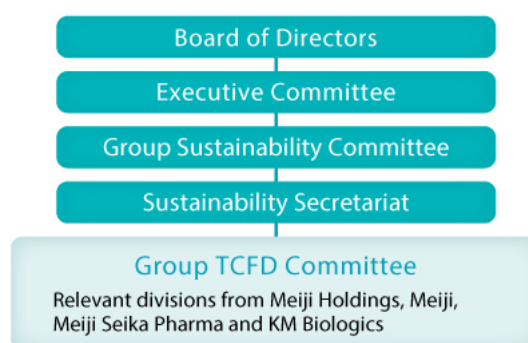 Board of Directors
Executive Committee
Group Sustainability Committee
Sustainability Secretariat
Group TCFD Committee
Relevant divisions from Meiji Holdings, Meiji,
Meiji Seika Pharma and KM Biologics